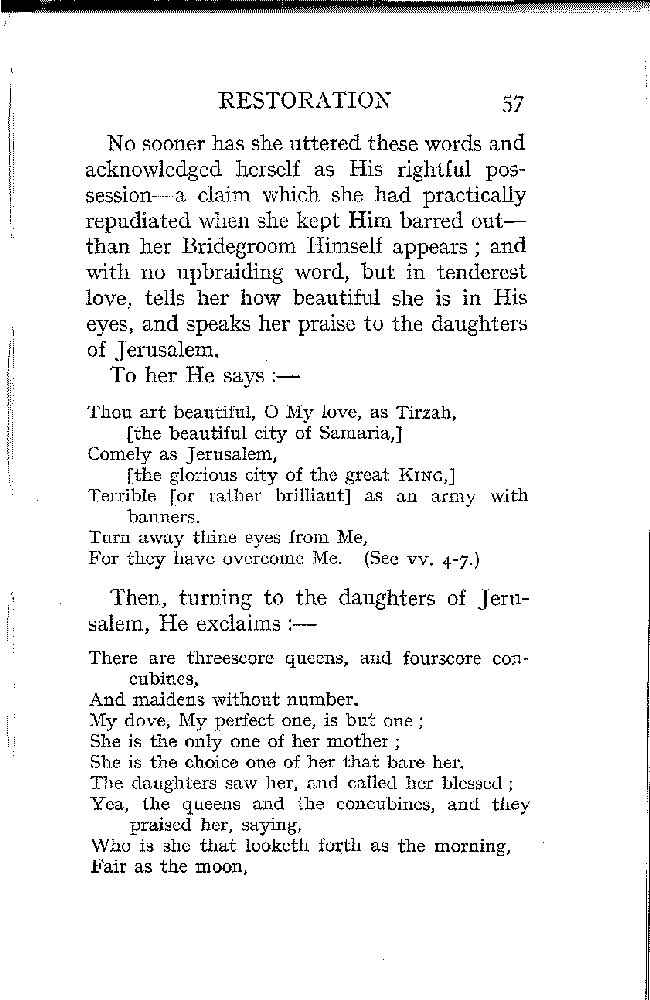 RESTORATION 57
No sooner has she uttered these words and
acknowledged herself as His rightful pos-
session—a claim which she had practically
repudiated when she kept Him barred out—
than her Bridegroom Himself appears ; and
with no upbraiding word, but in tenderest
love, tells her how beautiful she is in His
eyes, and speaks her praise to the daughters
of Jerusalem.
To her He says :—
Thou art beautiful, O My love, as Tirzah,
[the beautiful city of Samaria,]
Comely as Jerusalem,
[the glorious city of the great KING,]
Terrible [or rather brilliant] as an army with
banners.
Turn away thine eyes from Me,
For they have overcome Me. (See vv. 4-7.)
Then, turning to the daughters of Jeru-
salem, He exclaims :—
There are threescore queens, and fourscore con-
cubines,
And maidens without number.
My dove, My perfect one, is but one ;
She is the only one of her mother ;
She is the choice one of her that bare her.
The daughters saw her, and called her blessed ;
Yea, the queens and the concubines, and they
praised her, saying,
Who is she that looketh forth as the morning,
Fair as the moon,